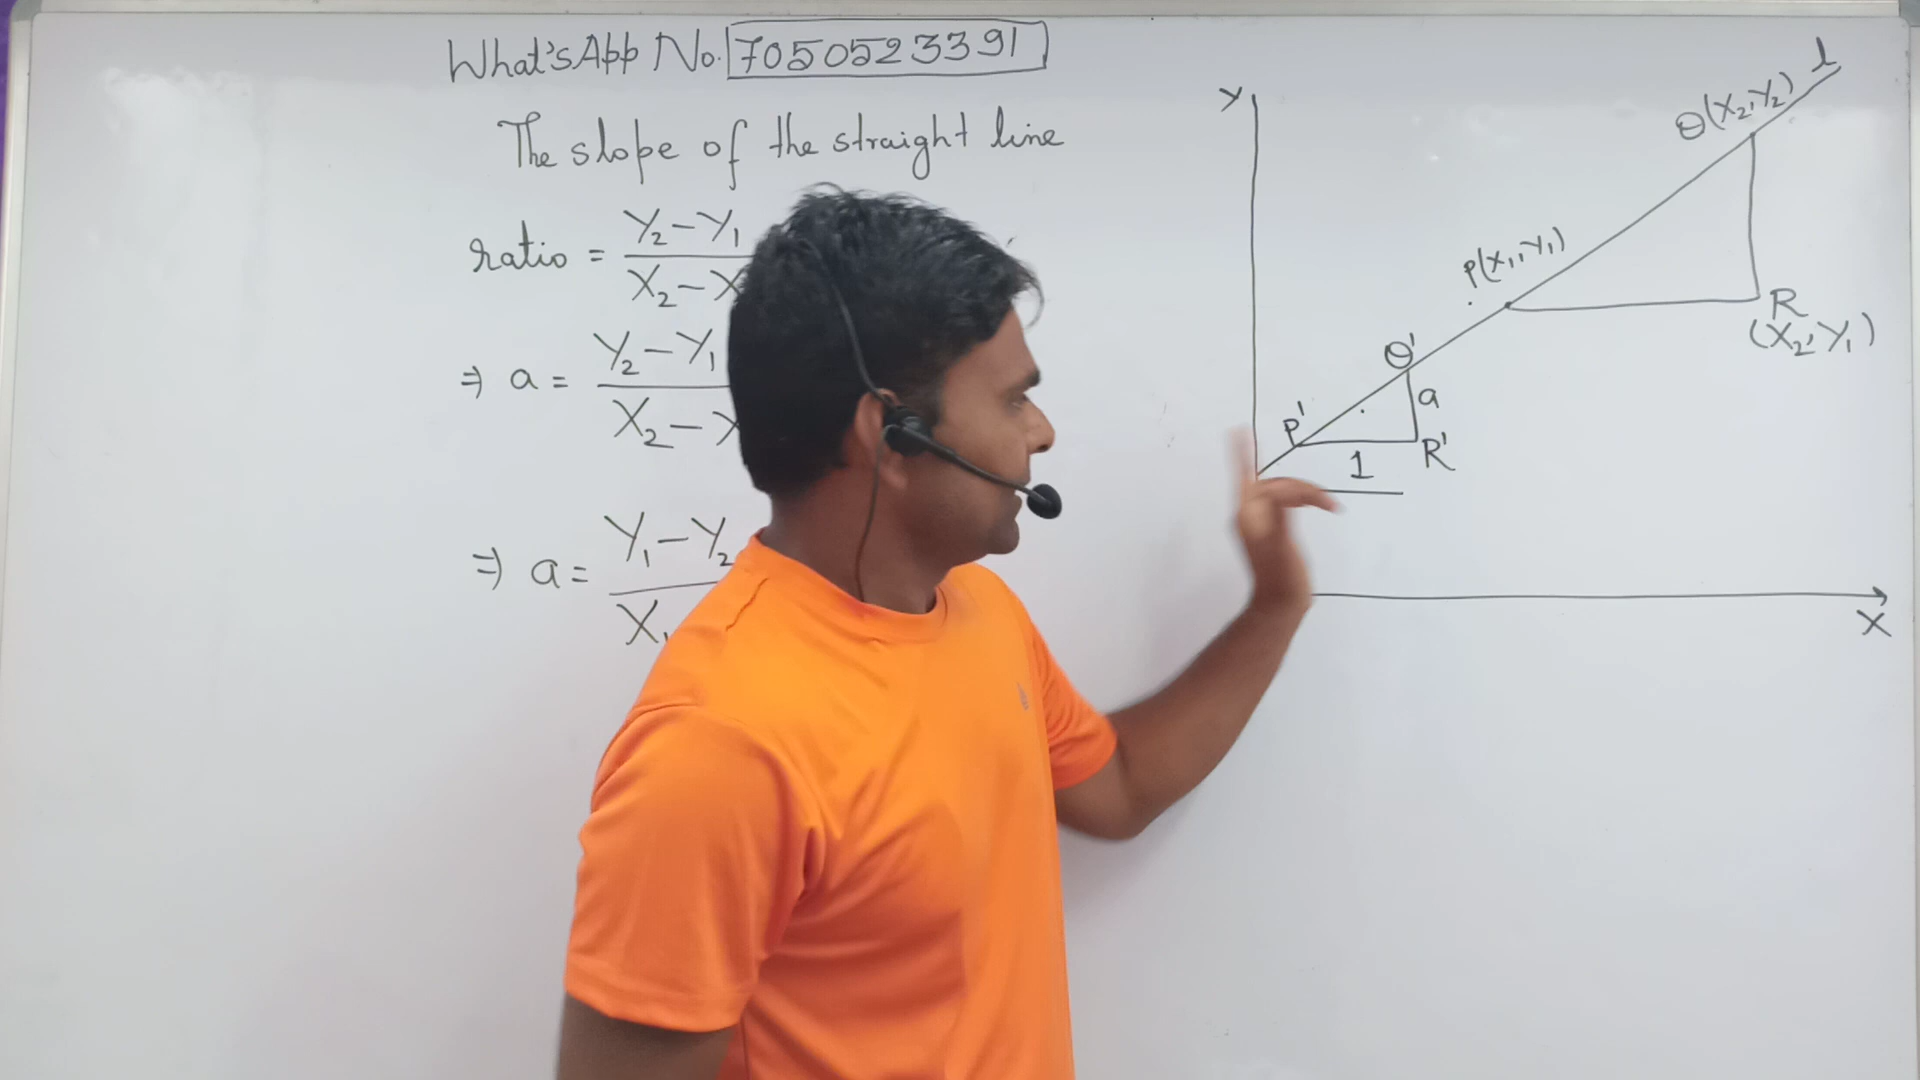 What'sApp No. 7050523391
The slope of the straight line
ratio = Y₂-Y₁
X₂-X
⇒ a = Y₂-Y₁
X₂-X
⇒ a = Y₁-Y₂
X₁
Y
l
Q(X₂,Y₂)
P(X₁,Y₁)
R
(X₂,Y₁)
Q'
a
P'
R'
1
X